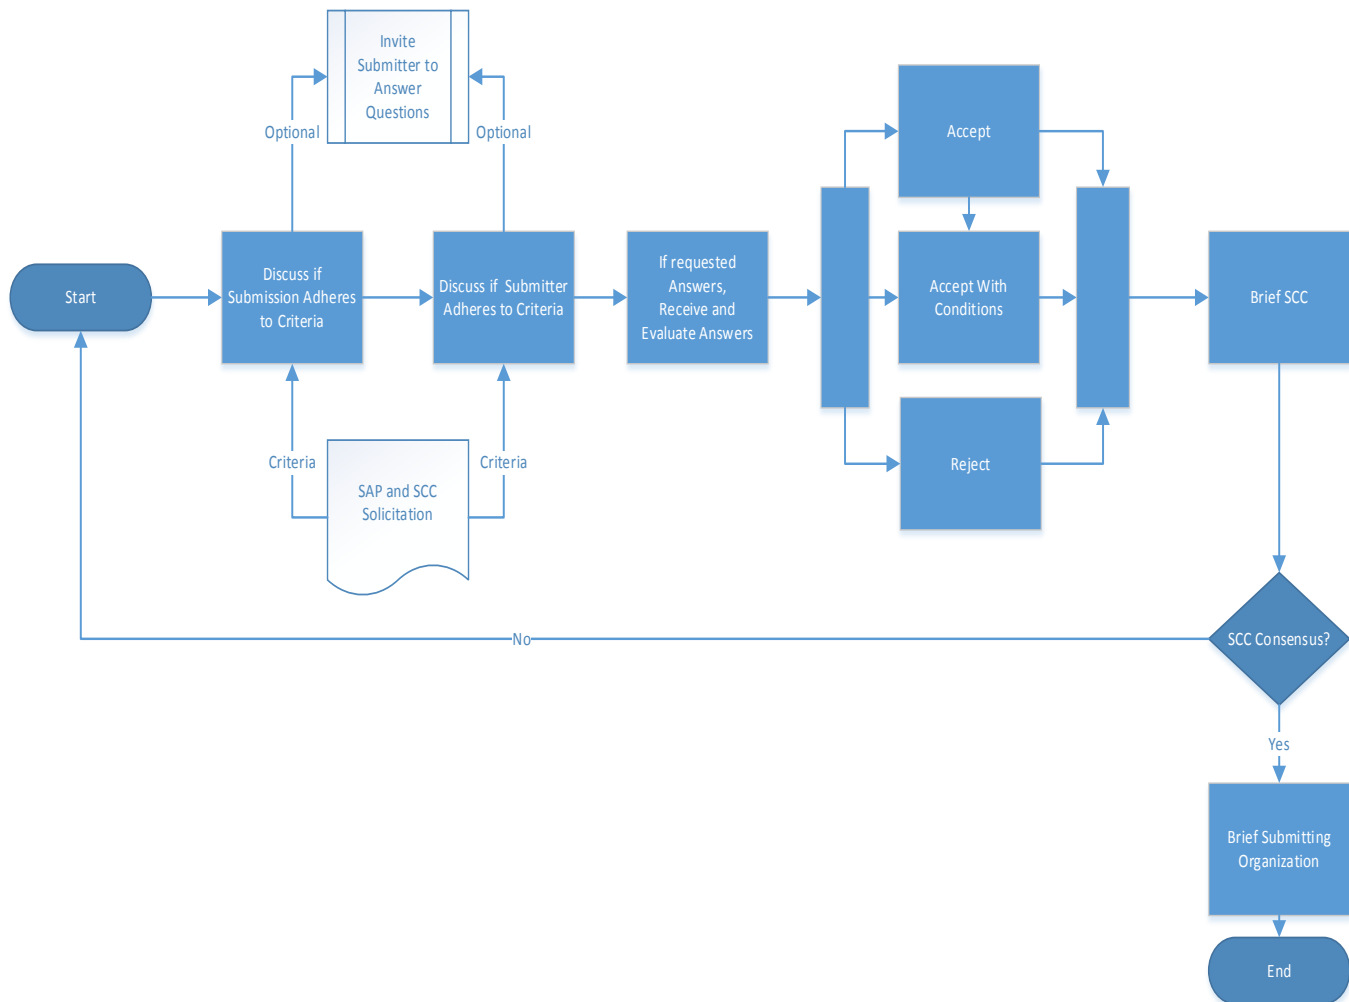 Invite
Submitter to
Answer
Questions
Optional
Optional
Accept
Start
Discuss if
Submission Adheres
to Criteria
Discuss if Submitter
Adheres to Criteria
If requested
Answers,
Receive and
Evaluate Answers
Accept With
Conditions
Brief SCC
Criteria
Criteria
SAP and SCC
Solicitation
Reject
No
SCC Consensus?
Yes
Brief Submitting
Organization
End